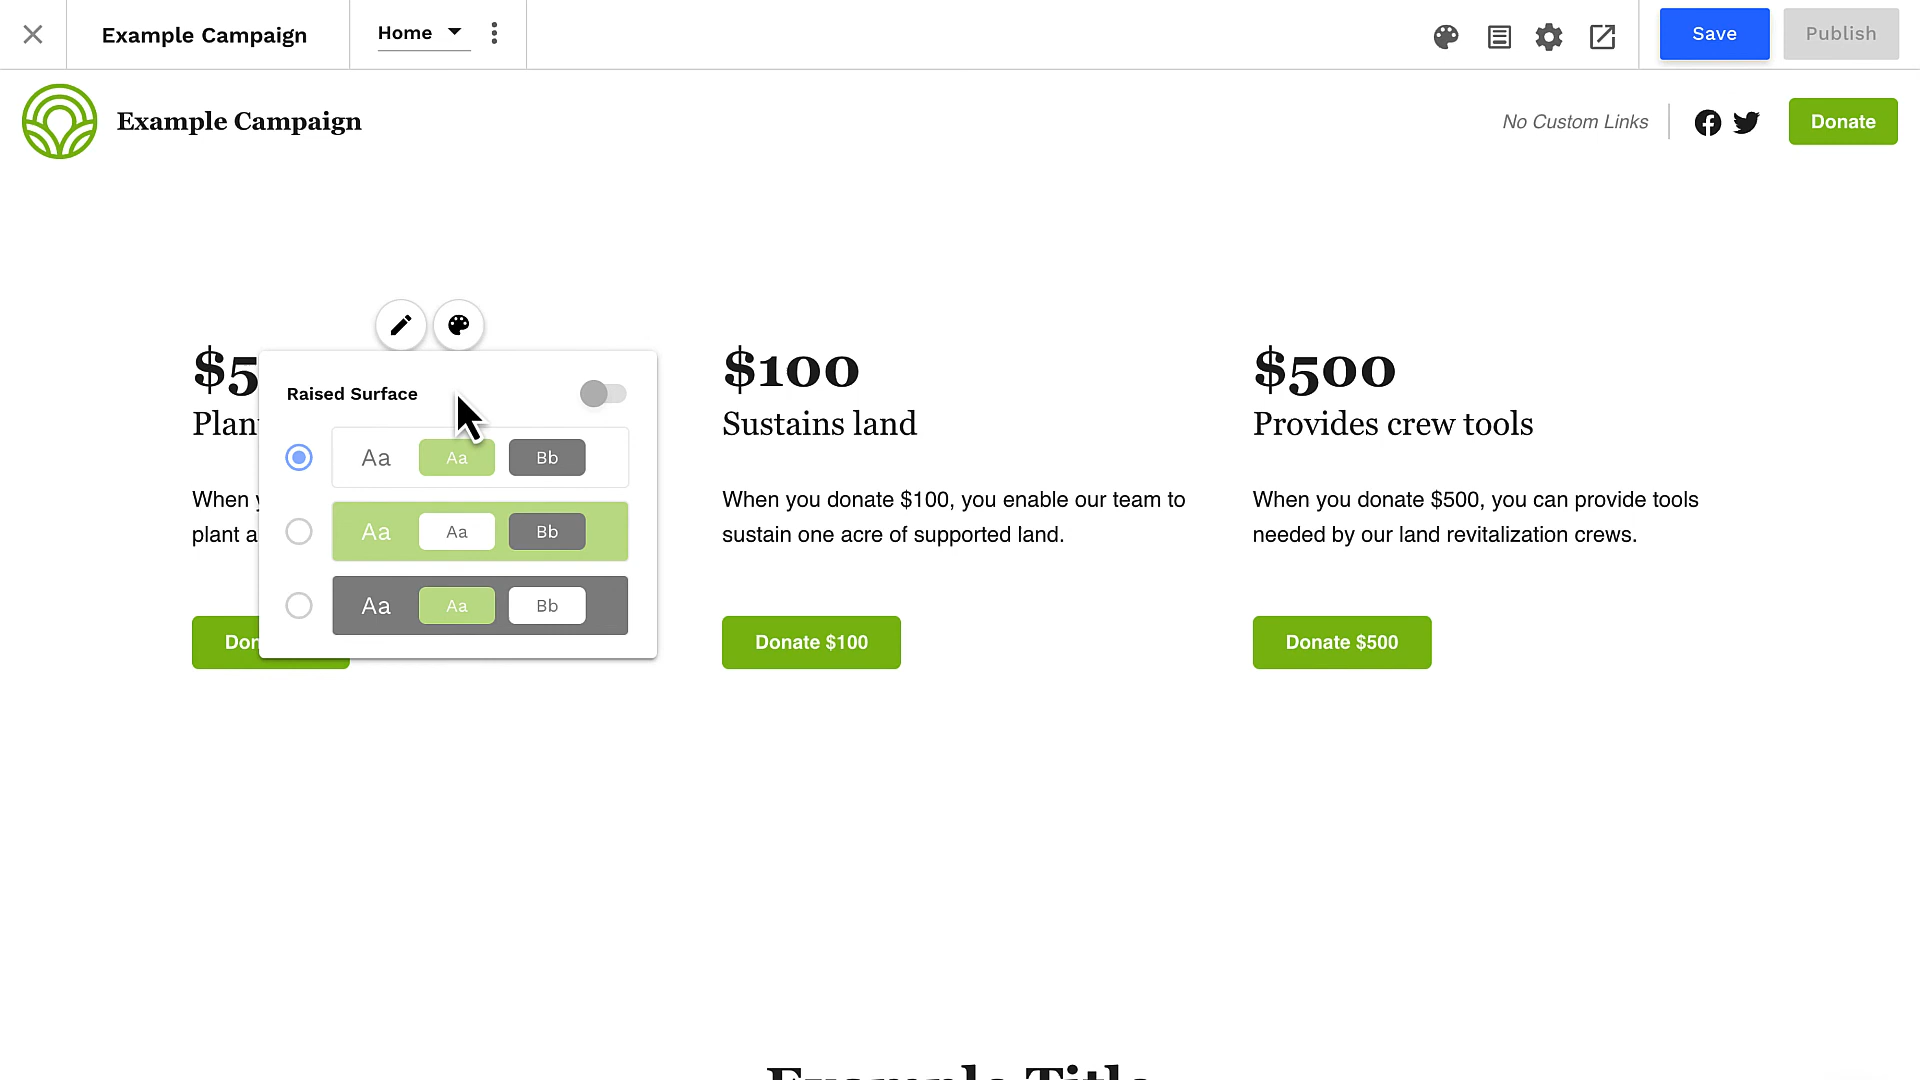 Example Campaign
Home
Save
Publish
Example Campaign
No Custom Links
Donate
$5
Plan
When
plant a
Don
Raised Surface
Aa Aa Bb
Aa Aa Bb
Aa Aa Bb
$100
Sustains land
When you donate $100, you enable our team to
sustain one acre of supported land.
Donate $100
$500
Provides crew tools
When you donate $500, you can provide tools
needed by our land revitalization crews.
Donate $500
Example Title